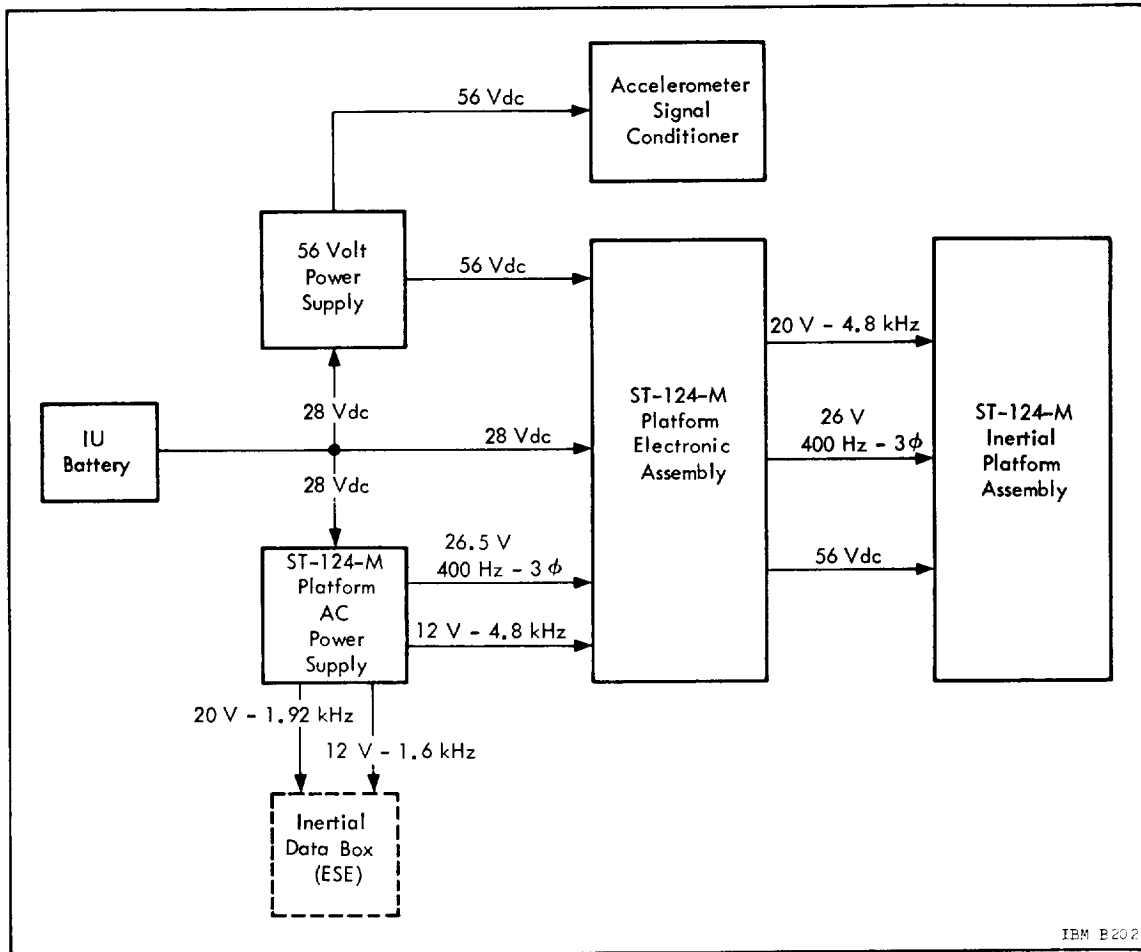 56 Vdc
Accelerometer
Signal
Conditioner
56 Volt
Power
Supply
56 Vdc
20 V - 4.8 kHz
ST-124-M
Platform
Electronic
Assembly
26 V
400 Hz - 3 ϕ
ST-124-M
Inertial
Platform
Assembly
IU
Battery
28 Vdc
28 Vdc
28 Vdc
26.5 V
400 Hz - 3 ϕ
56 Vdc
ST-124-M
Platform
AC
Power
Supply
12 V - 4.8 kHz
20 V - 1.92 kHz
12 V - 1.6 kHz
Inertial
Data Box
(ESE)
IBM B202